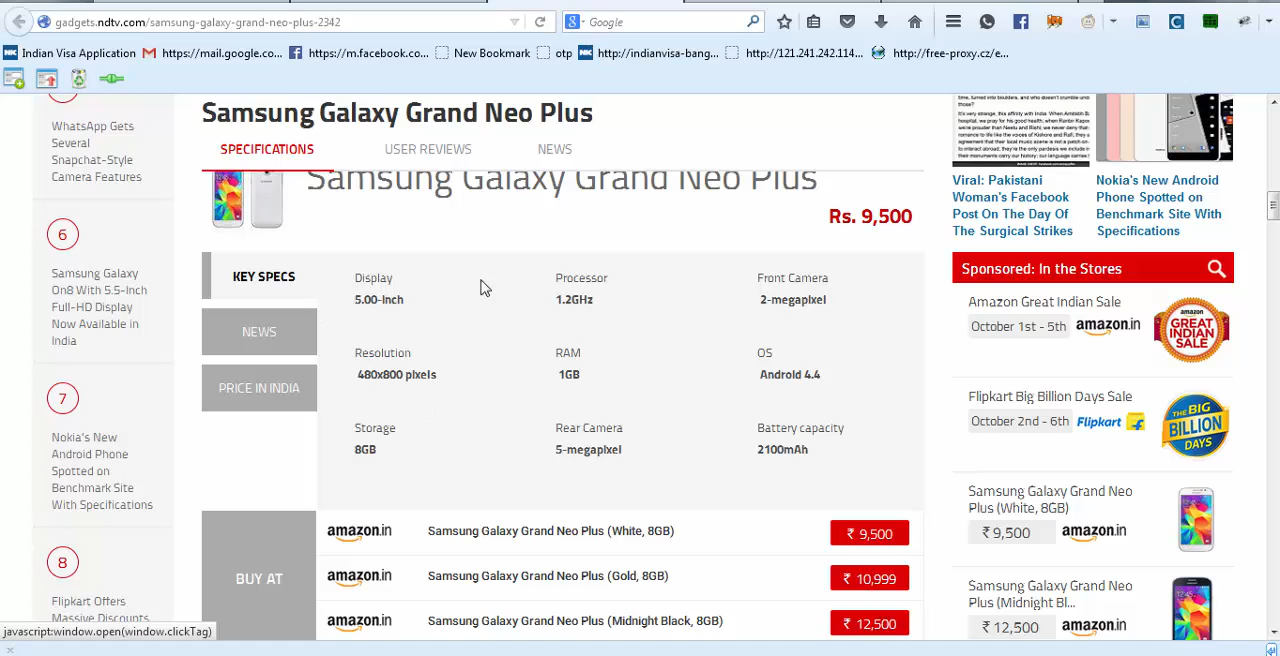 gadgets.ndtv.com/samsung-galaxy-grand-neo-plus-2342
Google
Indian Visa Application
https://mail.google.co...
https://m.facebook.co...
New Bookmark
otp
http://indianvisa-bang...
http://121.241.242.114...
http://free-proxy.cz/e...
WhatsApp Gets
Several
Snapchat-Style
Camera Features
6
Samsung Galaxy
On8 With 5.5-Inch
Full-HD Display
Now Available in
India
7
Nokia's New
Android Phone
Spotted on
Benchmark Site
With Specifications
8
Flipkart Offers
Massive Discounts
javascript:window.open(window.clickTag)
Samsung Galaxy Grand Neo Plus
SPECIFICATIONS
USER REVIEWS
NEWS
Samsung Galaxy Grand Neo Plus
Rs. 9,500
KEY SPECS
NEWS
PRICE IN INDIA
Display
5.00-inch
Processor
1.2GHz
Front Camera
2-megapixel
Resolution
480x800 pixels
RAM
1GB
OS
Android 4.4
Storage
8GB
Rear Camera
5-megapixel
Battery capacity
2100mAh
BUY AT
amazon.in
Samsung Galaxy Grand Neo Plus (White, 8GB)
₹ 9,500
amazon.in
Samsung Galaxy Grand Neo Plus (Gold, 8GB)
₹ 10,999
amazon.in
Samsung Galaxy Grand Neo Plus (Midnight Black, 8GB)
₹ 12,500
Viral: Pakistani
Woman's Facebook
Post On The Day Of
The Surgical Strikes
Nokia's New Android
Phone Spotted on
Benchmark Site With
Specifications
Sponsored: In the Stores
Amazon Great Indian Sale
October 1st - 5th
amazon.in
amazon
GREAT
INDIAN
SALE
Flipkart Big Billion Days Sale
October 2nd - 6th
Flipkart
THE BIG
BILLION
DAYS
Samsung Galaxy Grand Neo
Plus (White, 8GB)
₹ 9,500
amazon.in
Samsung Galaxy Grand Neo
Plus (Midnight Bl...
₹ 12,500
amazon.in